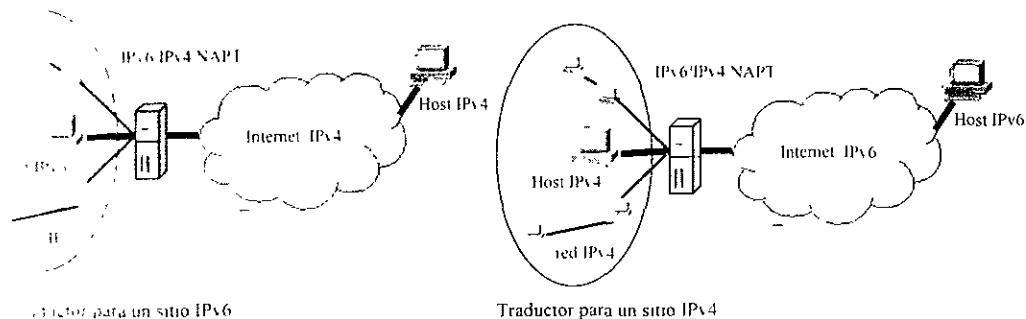 IPv6/IPv4 NAPT
Host IPv4
Internet IPv4
para un sitio IPv6
IPv6/IPv4 NAPT
Host IPv6
Internet IPv6
Host IPv4
red IPv4
Traductor para un sitio IPv4